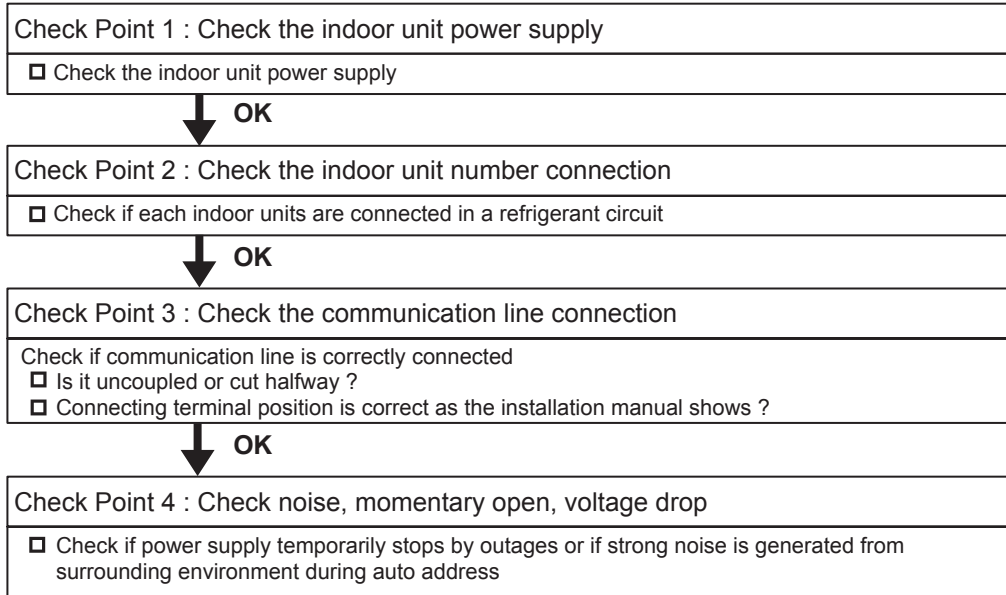 Check Point 1 : Check the indoor unit power supply
☐ Check the indoor unit power supply
OK
Check Point 2 : Check the indoor unit number connection
☐ Check if each indoor units are connected in a refrigerant circuit
OK
Check Point 3 : Check the communication line connection
Check if communication line is correctly connected
☐ Is it uncoupled or cut halfway ?
☐ Connecting terminal position is correct as the installation manual shows ?
OK
Check Point 4 : Check noise, momentary open, voltage drop
☐ Check if power supply temporarily stops by outages or if strong noise is generated from
surrounding environment during auto address